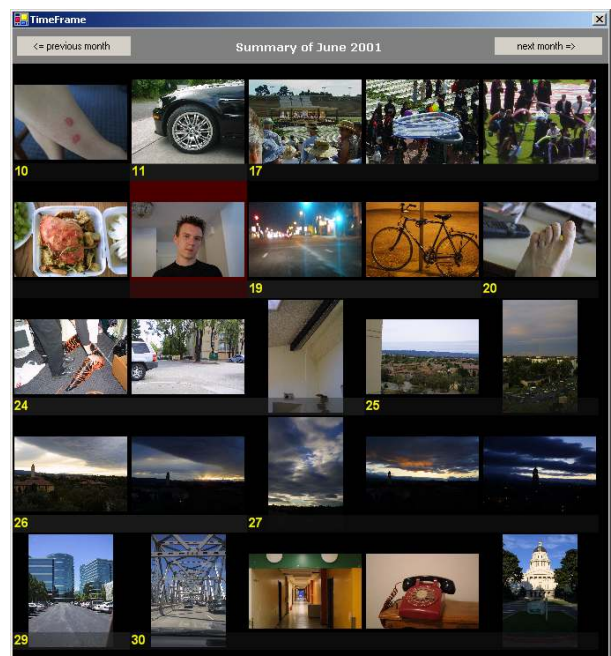 TimeFrame
<= previous month
Summary of June 2001
next month =>
10
11
17
19
20
24
25
26
27
29
30